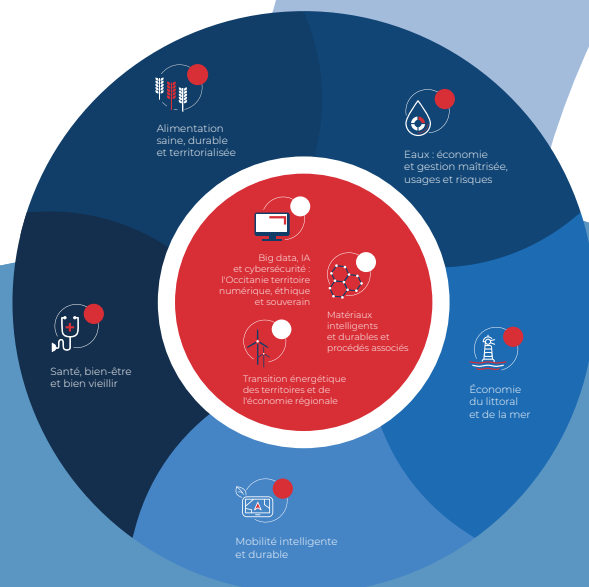 Alimentation
saine, durable
et territorialisée
Eaux : économie
et gestion maîtrisée,
usages et risques
Big data, IA
et cybersécurité :
l'Occitanie territoire
numérique, éthique
et souverain
Matériaux
intelligents
et durables et
procédés associés
Transition énergétique
des territoires et de
l'économie régionale
Santé, bien-être
et bien vieillir
Économie
du littoral
et de la mer
Mobilité intelligente
et durable